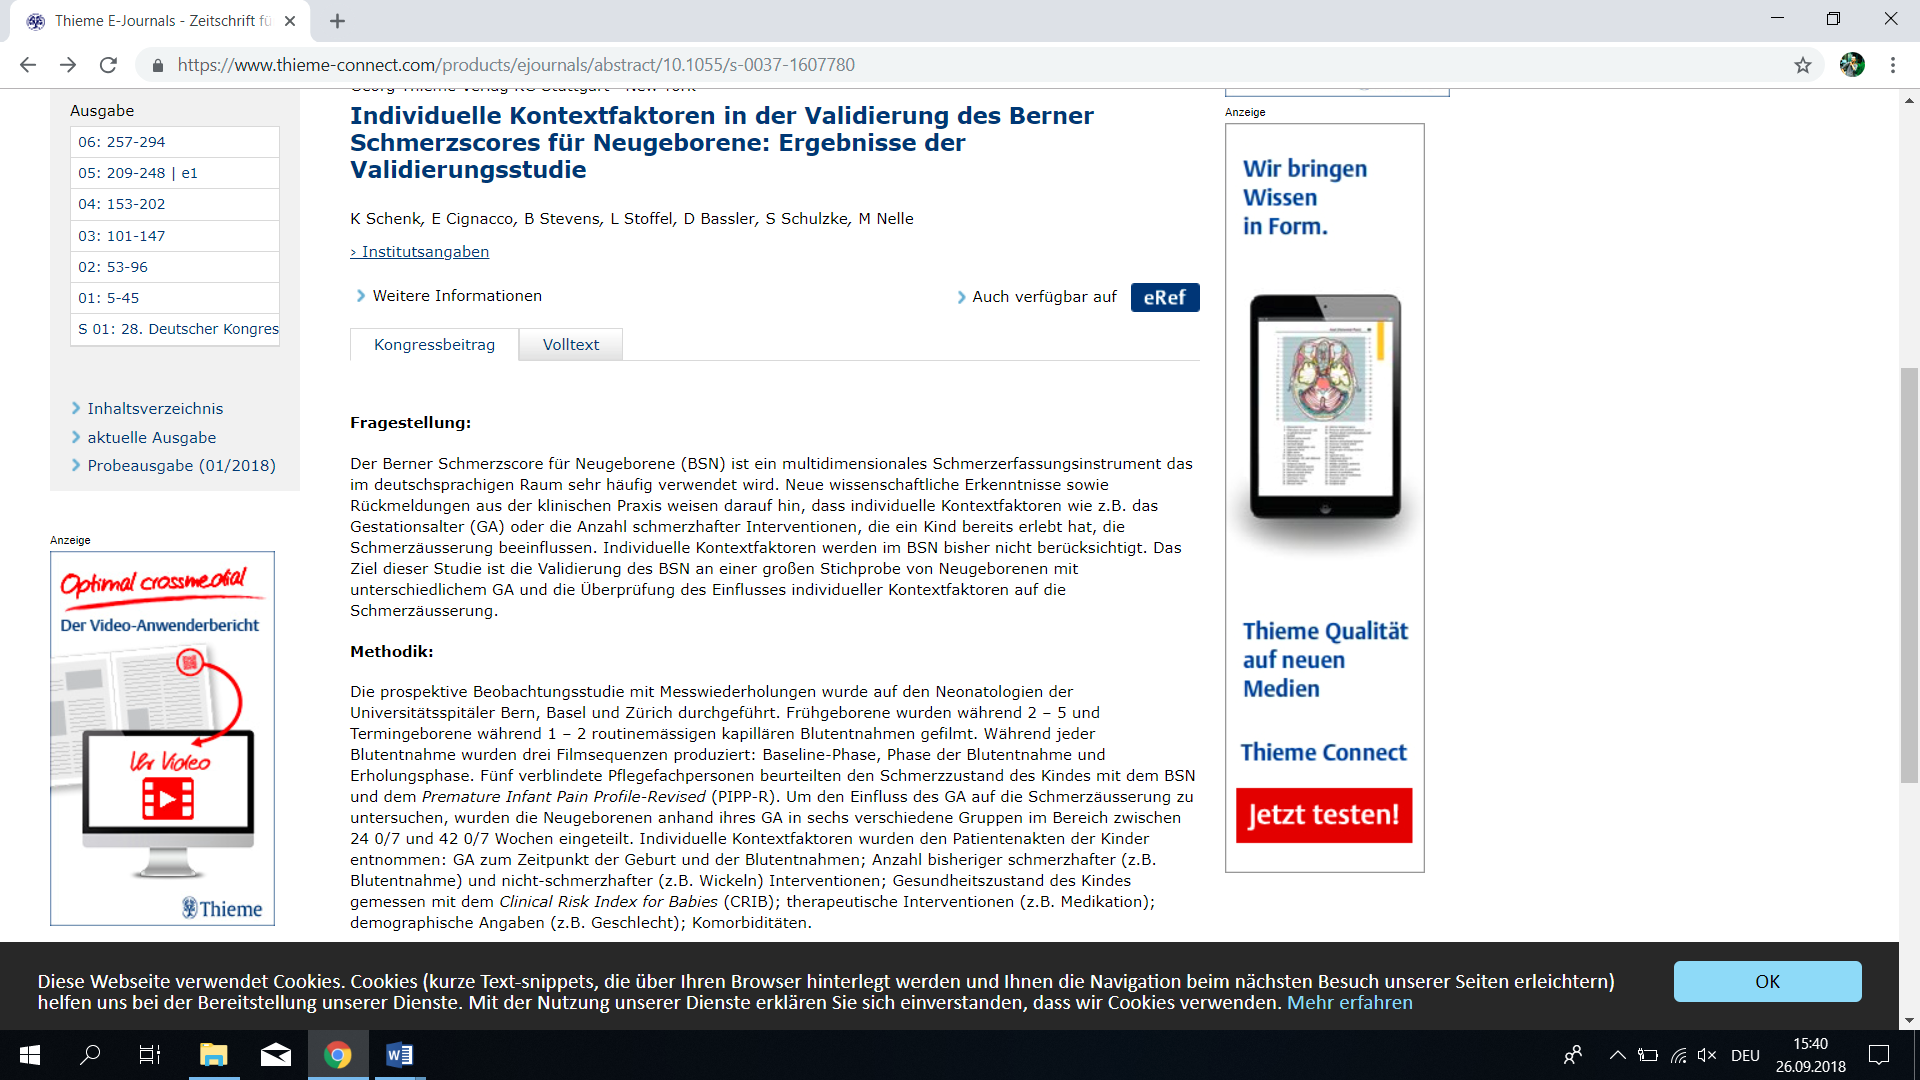 Thieme E-Journals - Zeitschrift fü
https://www.thieme-connect.com/products/ejournals/abstract/10.1055/s-0037-1607780
Ausgabe
06: 257-294
05: 209-248 | e1
04: 153-202
03: 101-147
02: 53-96
01: 5-45
S 01: 28. Deutscher Kongres
Inhaltsverzeichnis
aktuelle Ausgabe
Probeausgabe (01/2018)
Anzeige
Optimal crossmedial
Der Video-Anwenderbericht
Ihr Video
Thieme
Georg Thieme Verlag KG Stuttgart · New York
Individuelle Kontextfaktoren in der Validierung des Berner
Schmerzscores für Neugeborene: Ergebnisse der
Validierungsstudie
K Schenk, E Cignacco, B Stevens, L Stoffel, D Bassler, S Schulzke, M Nelle
› Institutsangaben
Weitere Informationen
Auch verfügbar auf eRef
Kongressbeitrag
Volltext
Fragestellung:
Der Berner Schmerzscore für Neugeborene (BSN) ist ein multidimensionales Schmerzerfassungsinstrument das
im deutschsprachigen Raum sehr häufig verwendet wird. Neue wissenschaftliche Erkenntnisse sowie
Rückmeldungen aus der klinischen Praxis weisen darauf hin, dass individuelle Kontextfaktoren wie z.B. das
Gestationsalter (GA) oder die Anzahl schmerzhafter Interventionen, die ein Kind bereits erlebt hat, die
Schmerzäusserung beeinflussen. Individuelle Kontextfaktoren werden im BSN bisher nicht berücksichtigt. Das
Ziel dieser Studie ist die Validierung des BSN an einer großen Stichprobe von Neugeborenen mit
unterschiedlichem GA und die Überprüfung des Einflusses individueller Kontextfaktoren auf die
Schmerzäusserung.
Methodik:
Die prospektive Beobachtungsstudie mit Messwiederholungen wurde auf den Neonatologien der
Universitätsspitäler Bern, Basel und Zürich durchgeführt. Frühgeborene wurden während 2 – 5 und
Termingeborene während 1 – 2 routinemässigen kapillären Blutentnahmen gefilmt. Während jeder
Blutentnahme wurden drei Filmsequenzen produziert: Baseline-Phase, Phase der Blutentnahme und
Erholungsphase. Fünf verblindete Pflegefachpersonen beurteilten den Schmerzzustand des Kindes mit dem BSN
und dem Premature Infant Pain Profile-Revised (PIPP-R). Um den Einfluss des GA auf die Schmerzäusserung zu
untersuchen, wurden die Neugeborenen anhand ihres GA in sechs verschiedene Gruppen im Bereich zwischen
24 0/7 und 42 0/7 Wochen eingeteilt. Individuelle Kontextfaktoren wurden den Patientenakten der Kinder
entnommen: GA zum Zeitpunkt der Geburt und der Blutentnahmen; Anzahl bisheriger schmerzhafter (z.B.
Blutentnahme) und nicht-schmerzhafter (z.B. Wickeln) Interventionen; Gesundheitszustand des Kindes
gemessen mit dem Clinical Risk Index for Babies (CRIB); therapeutische Interventionen (z.B. Medikation);
demographische Angaben (z.B. Geschlecht); Komorbiditäten.
Anzeige
Wir bringen
Wissen
in Form.
Thieme Qualität
auf neuen
Medien
Thieme Connect
Jetzt testen!
Diese Webseite verwendet Cookies. Cookies (kurze Text-snippets, die über Ihren Browser hinterlegt werden und Ihnen die Navigation beim nächsten Besuch unserer Seiten erleichtern)
helfen uns bei der Bereitstellung unserer Dienste. Mit der Nutzung unserer Dienste erklären Sie sich einverstanden, dass wir Cookies verwenden. Mehr erfahren
OK
DEU
15:40
26.09.2018